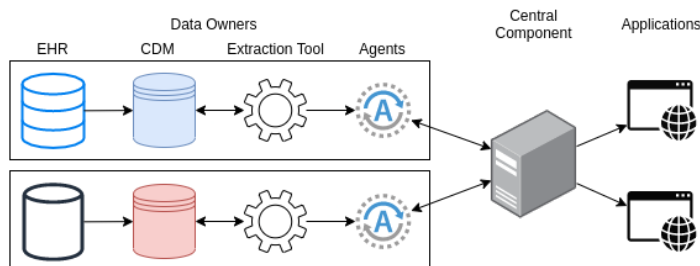 Data Owners
Central
Component
Applications
EHR
CDM
Extraction Tool
Agents
A
A